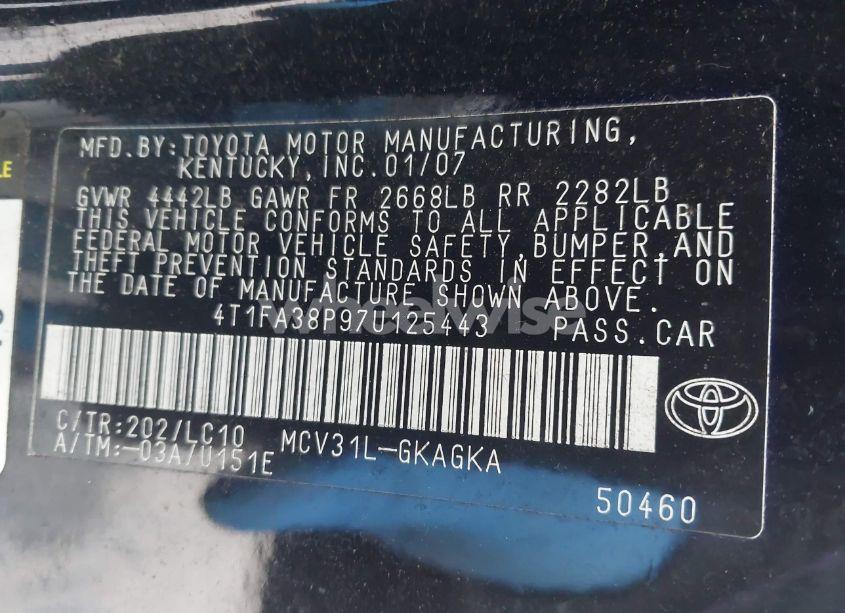 MFD.BY:TOYOTA MOTOR MANUFACTURING,
KENTUCKY,INC.01/07
GVWR 4442LB GAWR FR 2668LB RR 2282LB
THIS VEHICLE CONFORMS TO ALL APPLICABLE
FEDERAL MOTOR VEHICLE SAFETY,BUMPER,AND
THEFT PREVENTION STANDARDS IN EFFECT ON
THE DATE OF MANUFACTURE SHOWN ABOVE.
4T1FA38P97U125443 PASS.CAR
wheelwise
C/TR:202/LC10 MCV31L-GKAGKA
A/TM:-03A/U151E
50460
LE